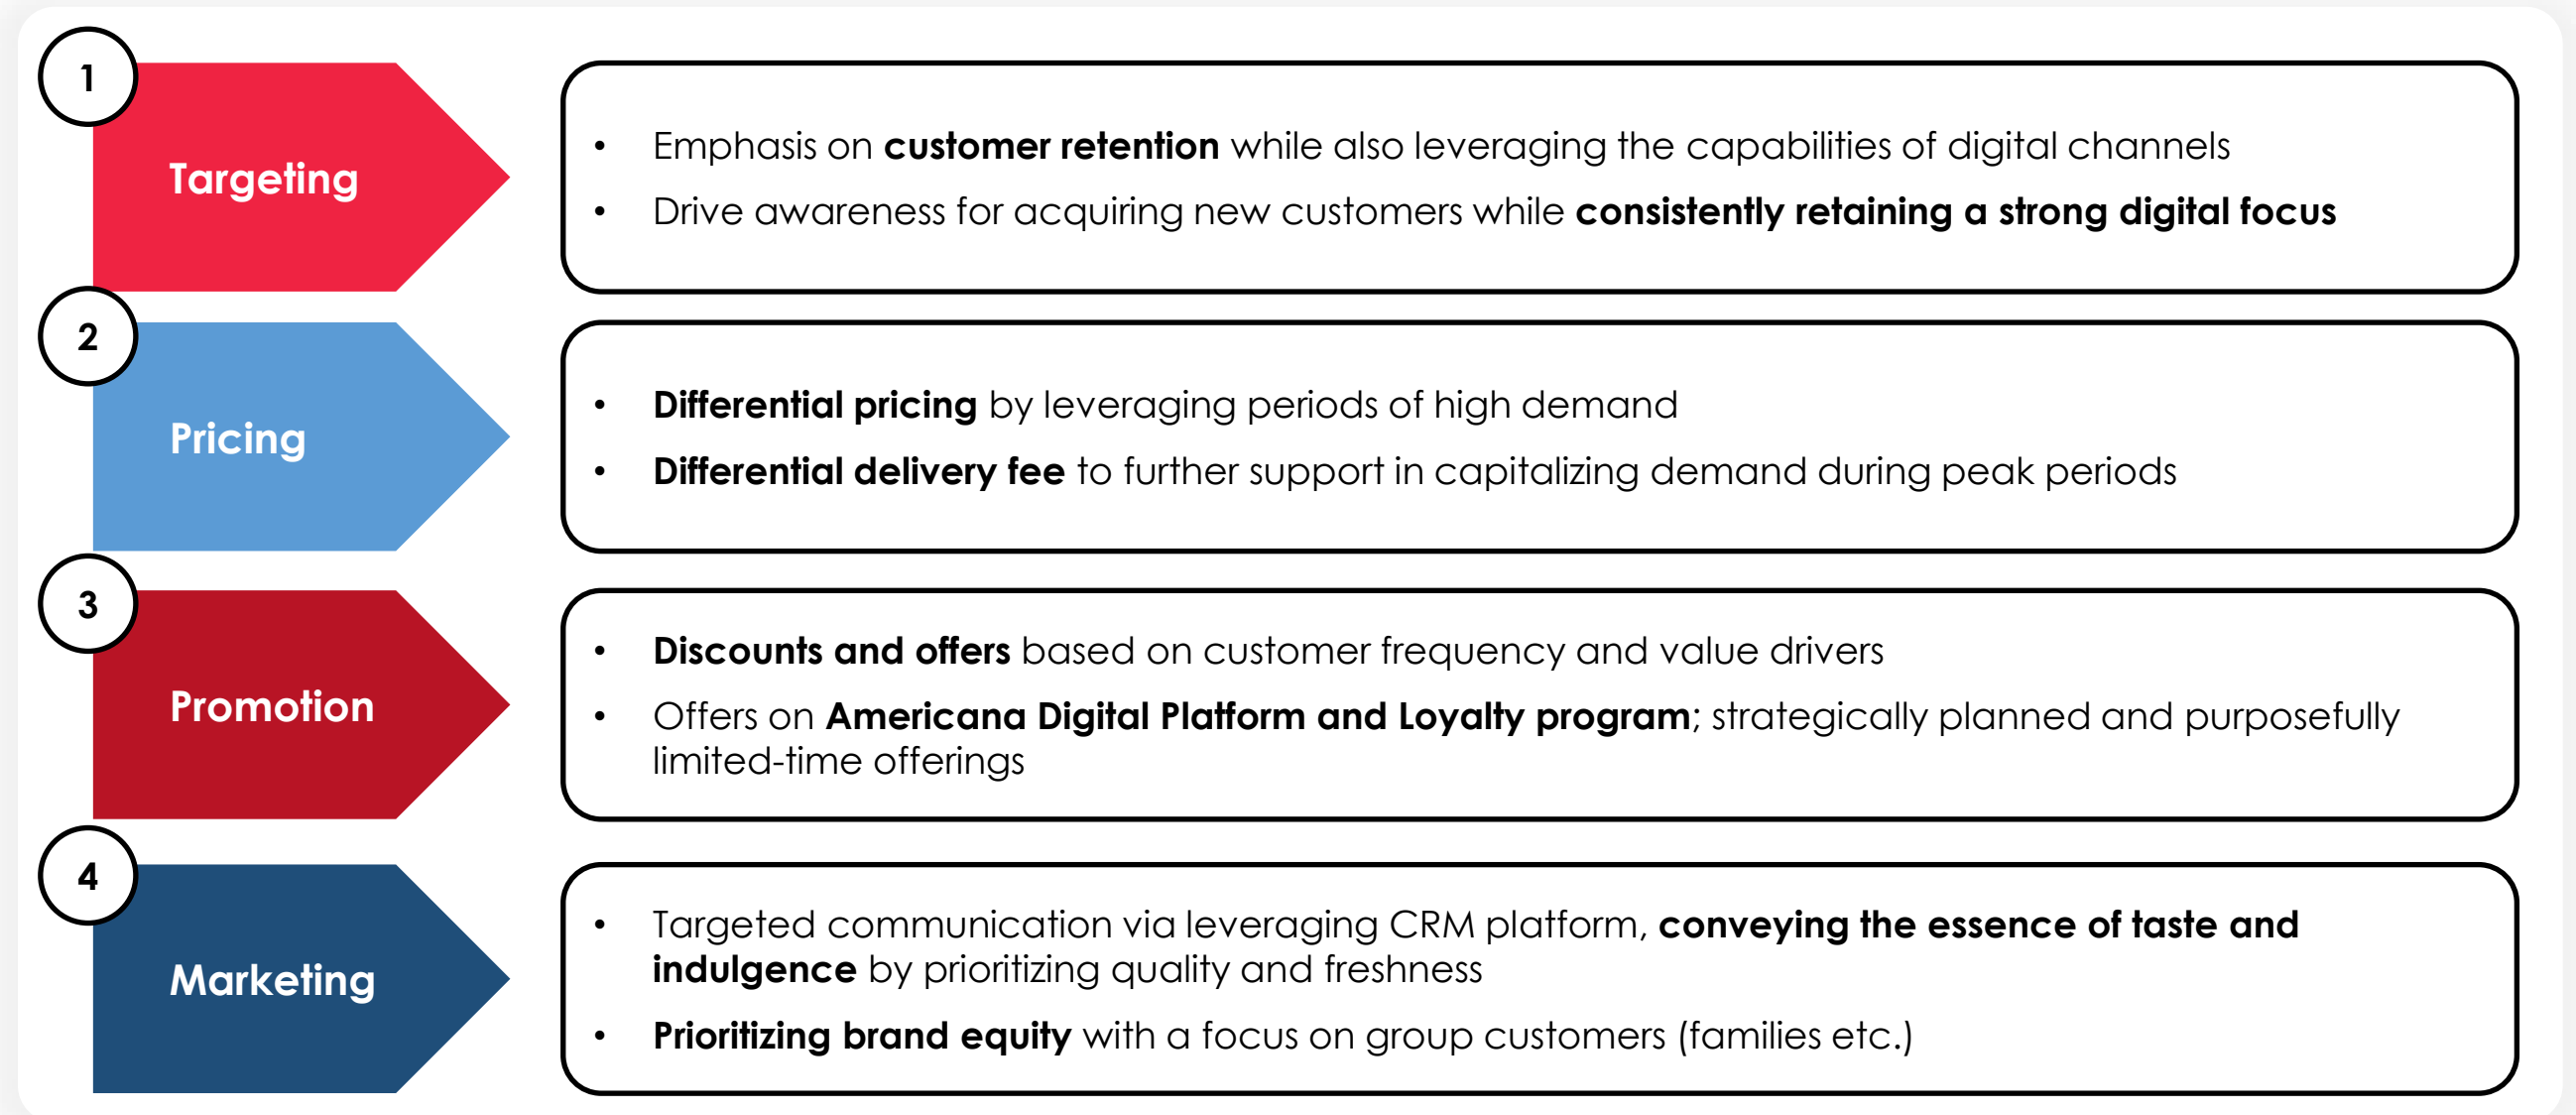 1
Targeting
• Emphasis on customer retention while also leveraging the capabilities of digital channels
• Drive awareness for acquiring new customers while consistently retaining a strong digital focus
2
Pricing
• Differential pricing by leveraging periods of high demand
• Differential delivery fee to further support in capitalizing demand during peak periods
3
Promotion
• Discounts and offers based on customer frequency and value drivers
• Offers on Americana Digital Platform and Loyalty program; strategically planned and purposefully
limited-time offerings
4
Marketing
• Targeted communication via leveraging CRM platform, conveying the essence of taste and
indulgence by prioritizing quality and freshness
• Prioritizing brand equity with a focus on group customers (families etc.)